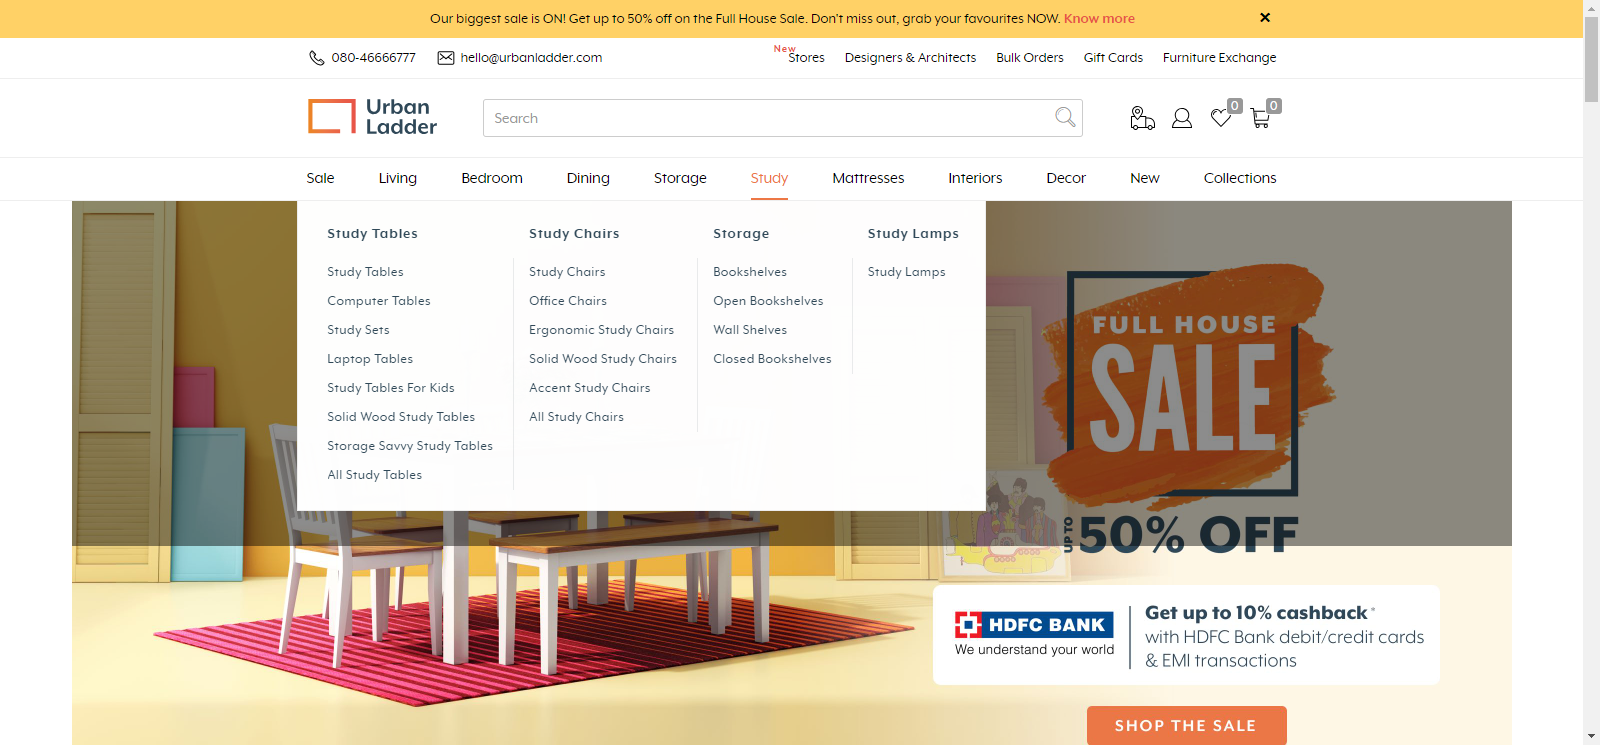 Our biggest sale is ON! Get up to 50% off on the Full House Sale. Don't miss out, grab your favourites NOW. Know more
080-46666777
hello@urbanladder.com
New
Stores
Designers & Architects
Bulk Orders
Gift Cards
Furniture Exchange
Urban
Ladder
Search
0
0
Sale
Living
Bedroom
Dining
Storage
Study
Mattresses
Interiors
Decor
New
Collections
Study Tables
Study Tables
Computer Tables
Study Sets
Laptop Tables
Study Tables For Kids
Solid Wood Study Tables
Storage Savvy Study Tables
All Study Tables
Study Chairs
Study Chairs
Office Chairs
Ergonomic Study Chairs
Solid Wood Study Chairs
Accent Study Chairs
All Study Chairs
Storage
Bookshelves
Open Bookshelves
Wall Shelves
Closed Bookshelves
Study Lamps
Study Lamps
FULL HOUSE
SALE
UP TO
50% OFF
HDFC BANK
We understand your world
Get up to 10% cashback*
with HDFC Bank debit/credit cards
& EMI transactions
SHOP THE SALE